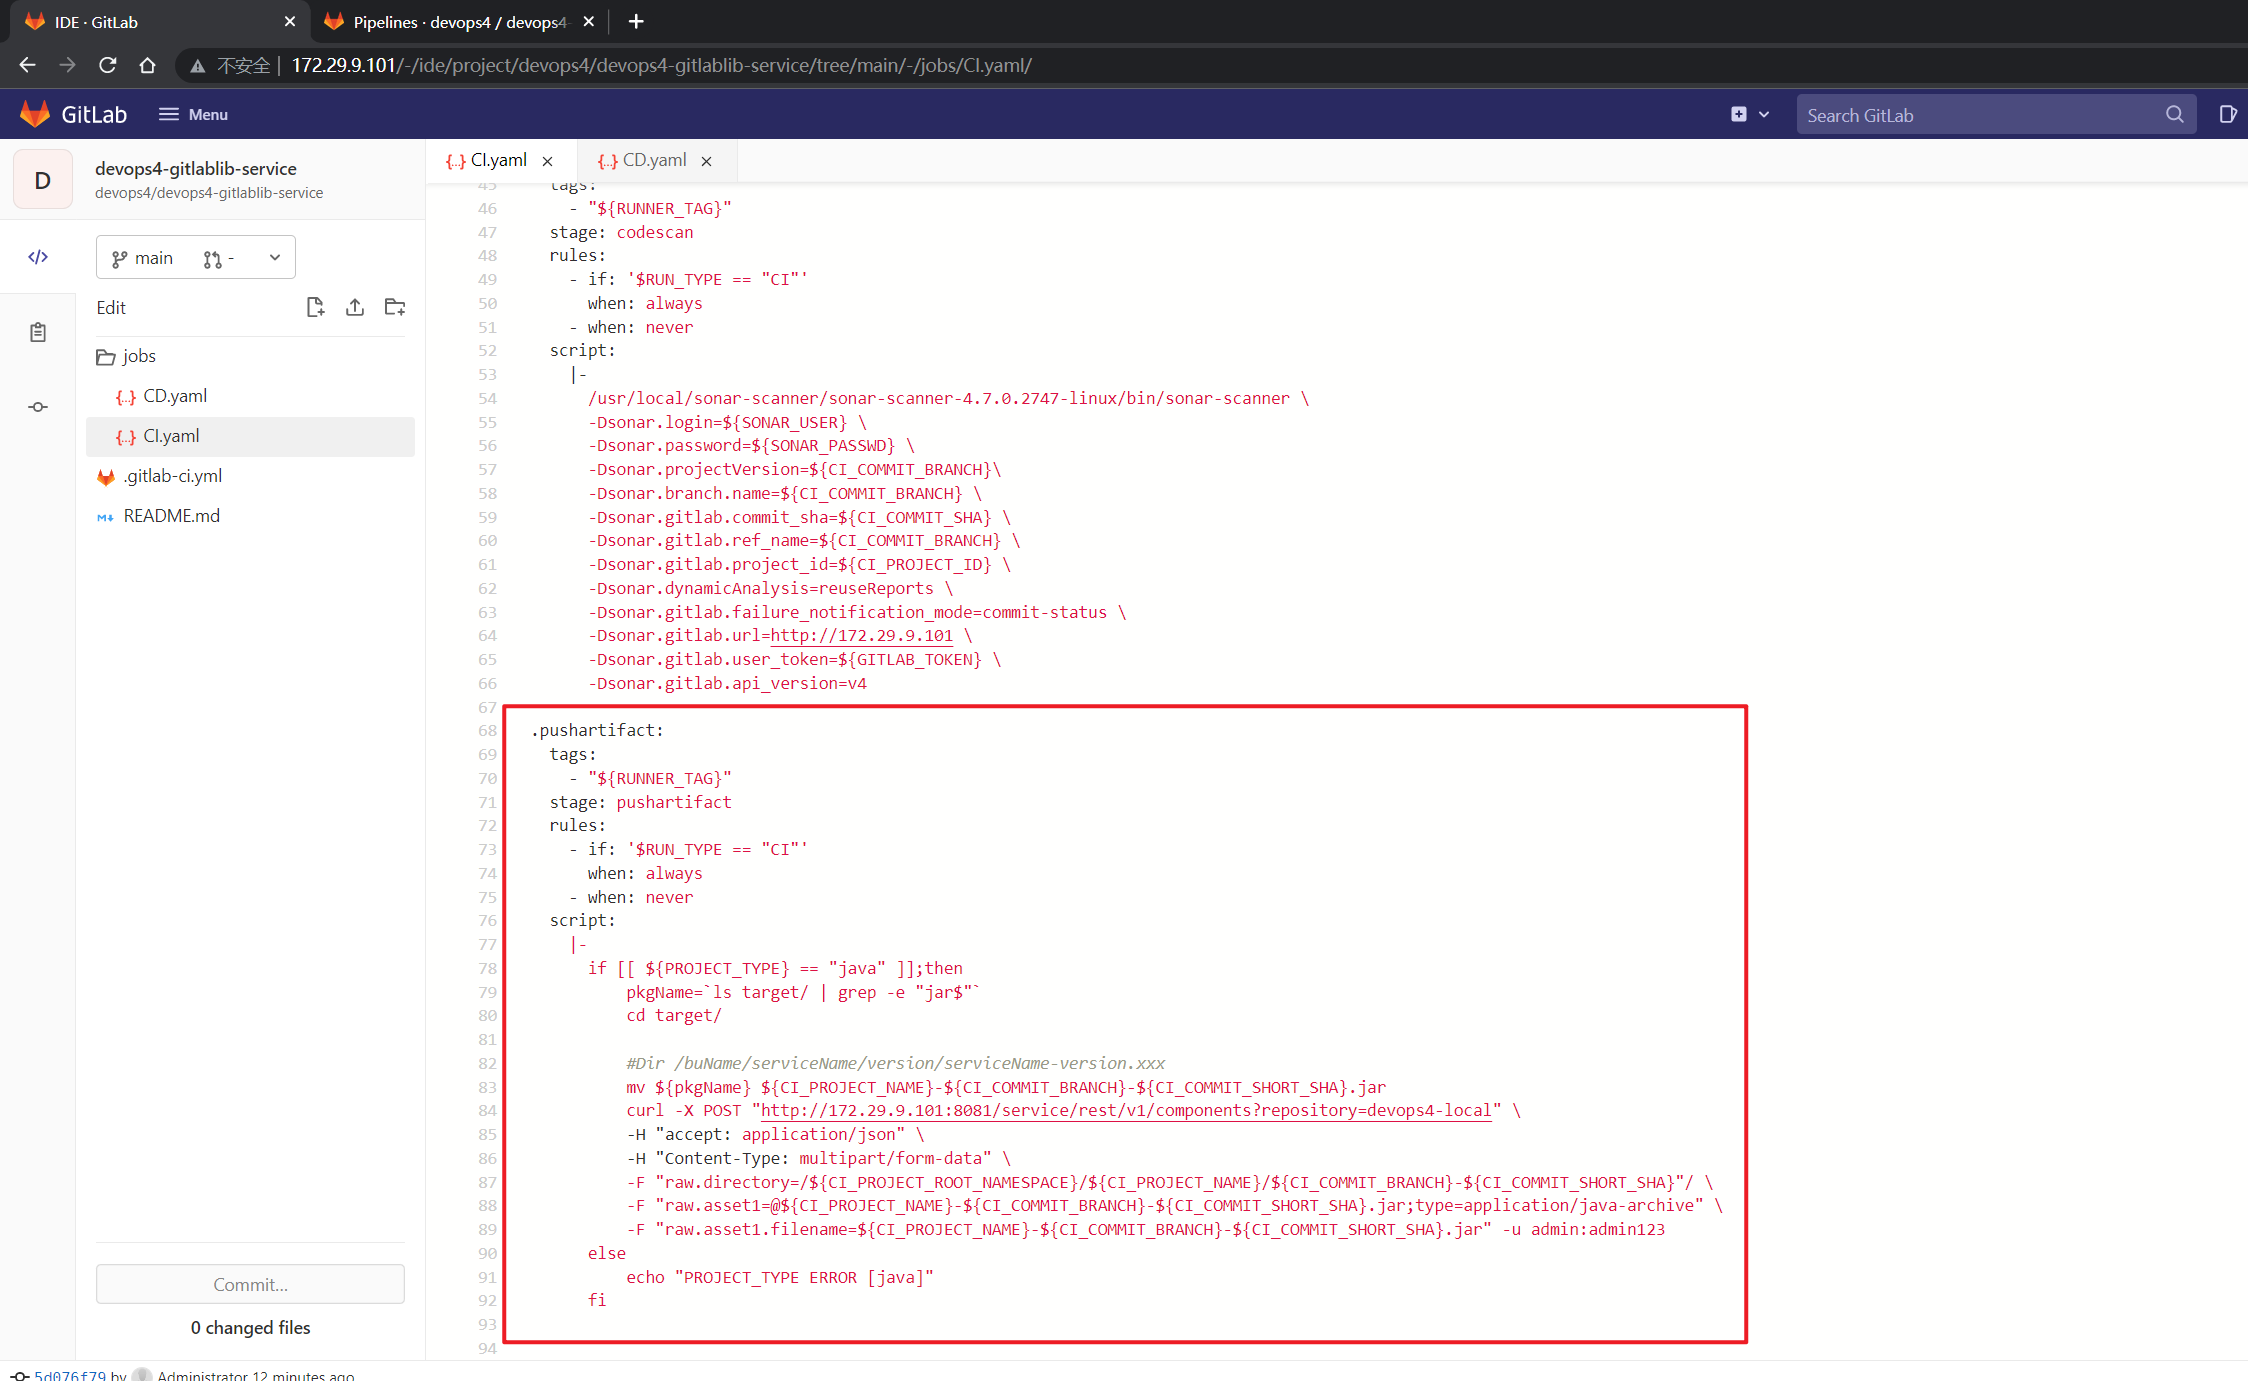 IDE · GitLab
Pipelines · devops4 / devops4-
不安全 172.29.9.101/-/ide/project/devops4/devops4-gitlablib-service/tree/main/-/jobs/CI.yaml/
GitLab Menu Search GitLab
D
devops4-gitlablib-service
devops4/devops4-gitlablib-service
main -
Edit
jobs
CD.yaml
CI.yaml
.gitlab-ci.yml
README.md
Commit...
0 changed files
5d076f79 by Administrator 12 minutes ago
CI.yaml CD.yaml
45 tags:
46 - "${RUNNER_TAG}"
47 stage: codescan
48 rules:
49 - if: '$RUN_TYPE == "CI"'
50 when: always
51 - when: never
52 script:
53 |-
54 /usr/local/sonar-scanner/sonar-scanner-4.7.0.2747-linux/bin/sonar-scanner \
55 -Dsonar.login=${SONAR_USER} \
56 -Dsonar.password=${SONAR_PASSWD} \
57 -Dsonar.projectVersion=${CI_COMMIT_BRANCH}\
58 -Dsonar.branch.name=${CI_COMMIT_BRANCH} \
59 -Dsonar.gitlab.commit_sha=${CI_COMMIT_SHA} \
60 -Dsonar.gitlab.ref_name=${CI_COMMIT_BRANCH} \
61 -Dsonar.gitlab.project_id=${CI_PROJECT_ID} \
62 -Dsonar.dynamicAnalysis=reuseReports \
63 -Dsonar.gitlab.failure_notification_mode=commit-status \
64 -Dsonar.gitlab.url=http://172.29.9.101 \
65 -Dsonar.gitlab.user_token=${GITLAB_TOKEN} \
66 -Dsonar.gitlab.api_version=v4
67
68 .pushartifact:
69 tags:
70 - "${RUNNER_TAG}"
71 stage: pushartifact
72 rules:
73 - if: '$RUN_TYPE == "CI"'
74 when: always
75 - when: never
76 script:
77 |-
78 if [[ ${PROJECT_TYPE} == "java" ]];then
79 pkgName=`ls target/ | grep -e "jar$"`
80 cd target/
81
82 #Dir /buName/serviceName/version/serviceName-version.xxx
83 mv ${pkgName} ${CI_PROJECT_NAME}-${CI_COMMIT_BRANCH}-${CI_COMMIT_SHORT_SHA}.jar
84 curl -X POST "http://172.29.9.101:8081/service/rest/v1/components?repository=devops4-local" \
85 -H "accept: application/json" \
86 -H "Content-Type: multipart/form-data" \
87 -F "raw.directory=/${CI_PROJECT_ROOT_NAMESPACE}/${CI_PROJECT_NAME}/${CI_COMMIT_BRANCH}-${CI_COMMIT_SHORT_SHA}"/ \
88 -F "raw.asset1=@${CI_PROJECT_NAME}-${CI_COMMIT_BRANCH}-${CI_COMMIT_SHORT_SHA}.jar;type=application/java-archive" \
89 -F "raw.asset1.filename=${CI_PROJECT_NAME}-${CI_COMMIT_BRANCH}-${CI_COMMIT_SHORT_SHA}.jar" -u admin:admin123
90 else
91 echo "PROJECT_TYPE ERROR [java]"
92 fi
93
94